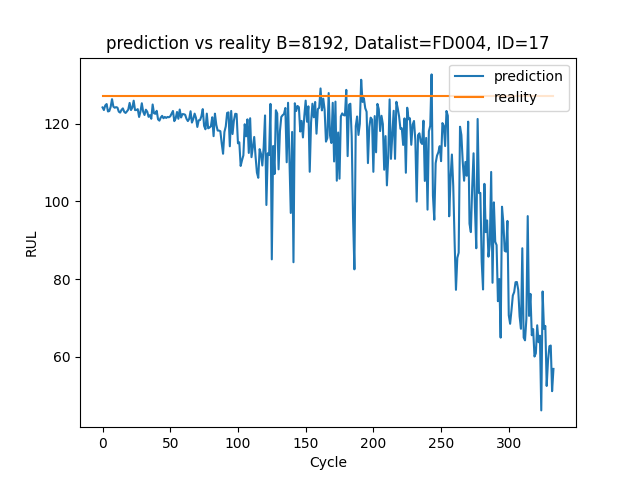 prediction vs reality B=8192, Datalist=FD004, ID=17
prediction
reality
RUL
120
100
80
60
0
50
100
150
200
250
300
Cycle